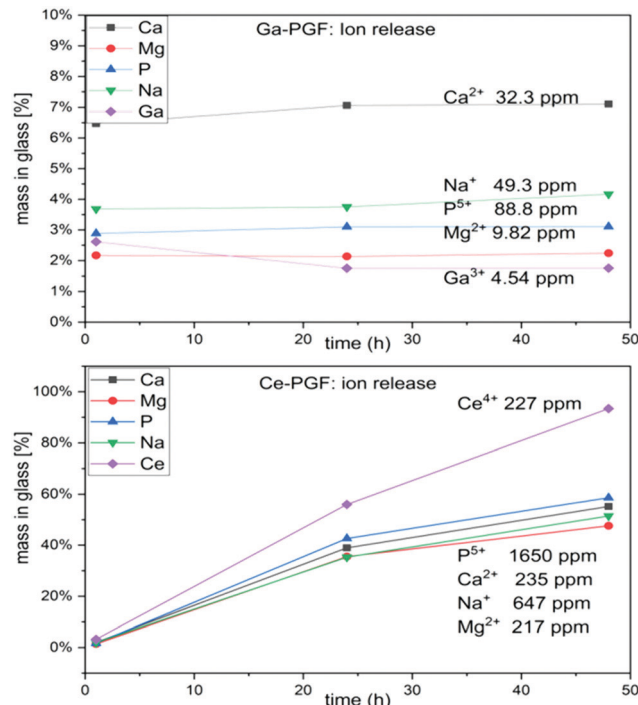 Ga-PGF: Ion release
Ca
Mg
P
Na
Ga
Ca²⁺ 32.3 ppm
Na⁺ 49.3 ppm
P⁵⁺ 88.8 ppm
Mg²⁺ 9.82 ppm
Ga³⁺ 4.54 ppm
mass in glass [%]
10%
9%
8%
7%
6%
5%
4%
3%
2%
1%
0%
0 10 20 30 40 50
time (h)
Ce-PGF: ion release
Ca
Mg
P
Na
Ce
Ce⁴⁺ 227 ppm
P⁵⁺ 1650 ppm
Ca²⁺ 235 ppm
Na⁺ 647 ppm
Mg²⁺ 217 ppm
mass in glass [%]
100%
80%
60%
40%
20%
0%
0 10 20 30 40 50
time (h)